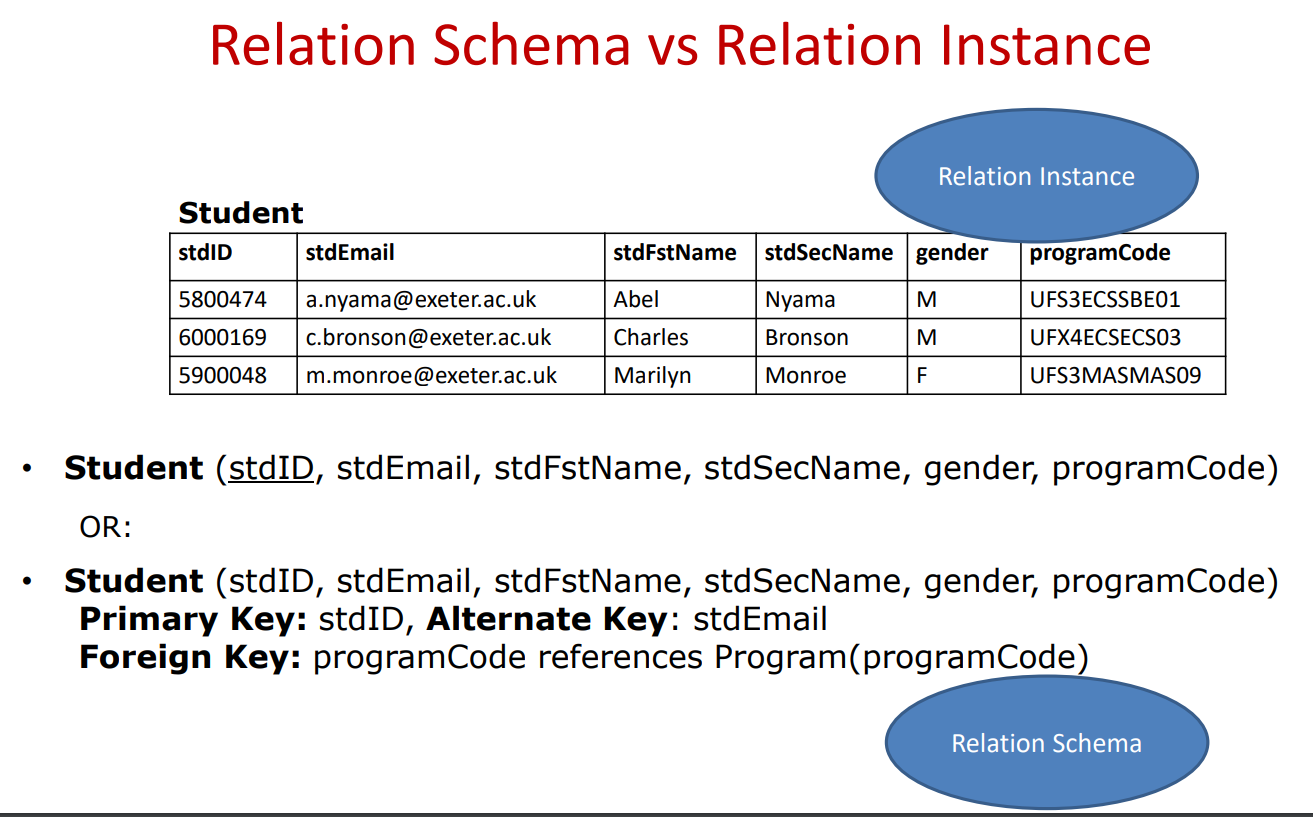 Relation Schema vs Relation Instance
Relation Instance
Student
stdID stdEmail stdFstName stdSecName gender programCode
5800474 a.nyama@exeter.ac.uk Abel Nyama M UFS3ECSSBE01
6000169 c.bronson@exeter.ac.uk Charles Bronson M UFX4ECSECS03
5900048 m.monroe@exeter.ac.uk Marilyn Monroe F UFS3MASMAS09
• Student (stdID, stdEmail, stdFstName, stdSecName, gender, programCode)
OR:
• Student (stdID, stdEmail, stdFstName, stdSecName, gender, programCode)
Primary Key: stdID, Alternate Key: stdEmail
Foreign Key: programCode references Program(programCode)
Relation Schema